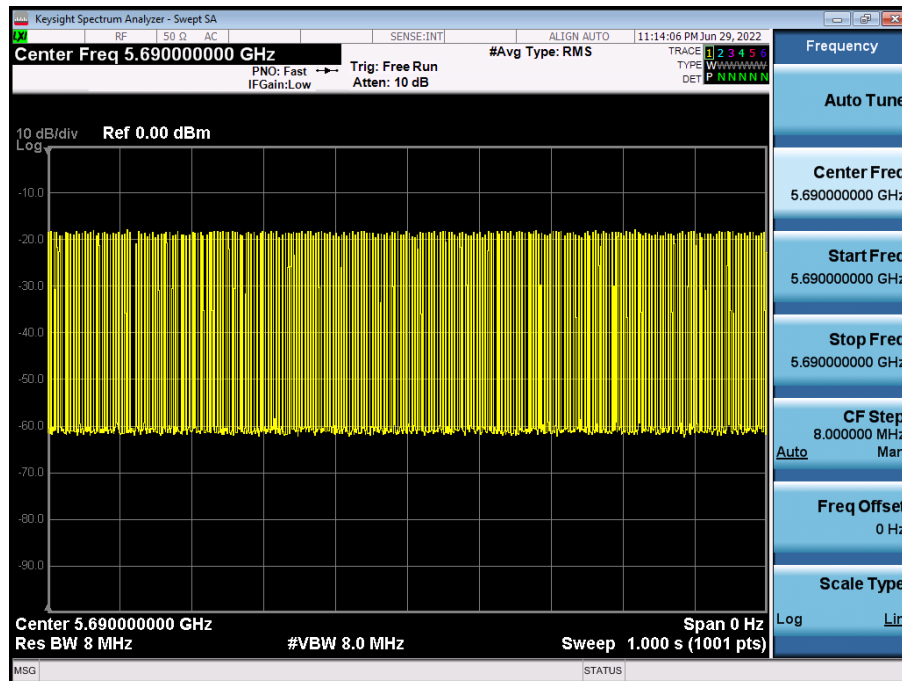 Keysight Spectrum Analyzer - Swept SA
LXI RF 50 Ω AC SENSE:INT ALIGN AUTO 11:14:06 PM Jun 29, 2022
Center Freq 5.690000000 GHz
PNO: Fast
IFGain:Low
Trig: Free Run
Atten: 10 dB
#Avg Type: RMS
TRACE 1 2 3 4 5 6
TYPE WWWWWW
DET P N N N N N
10 dB/div
Log
Ref 0.00 dBm
-10.0
-20.0
-30.0
-40.0
-50.0
-60.0
-70.0
-80.0
-90.0
Center 5.690000000 GHz
Span 0 Hz
Res BW 8 MHz
#VBW 8.0 MHz
Sweep 1.000 s (1001 pts)
MSG
STATUS
Frequency
Auto Tune
Center Freq
5.690000000 GHz
Start Freq
5.690000000 GHz
Stop Freq
5.690000000 GHz
CF Step
8.000000 MHz
Auto Man
Freq Offset
0 Hz
Scale Type
Log Lin